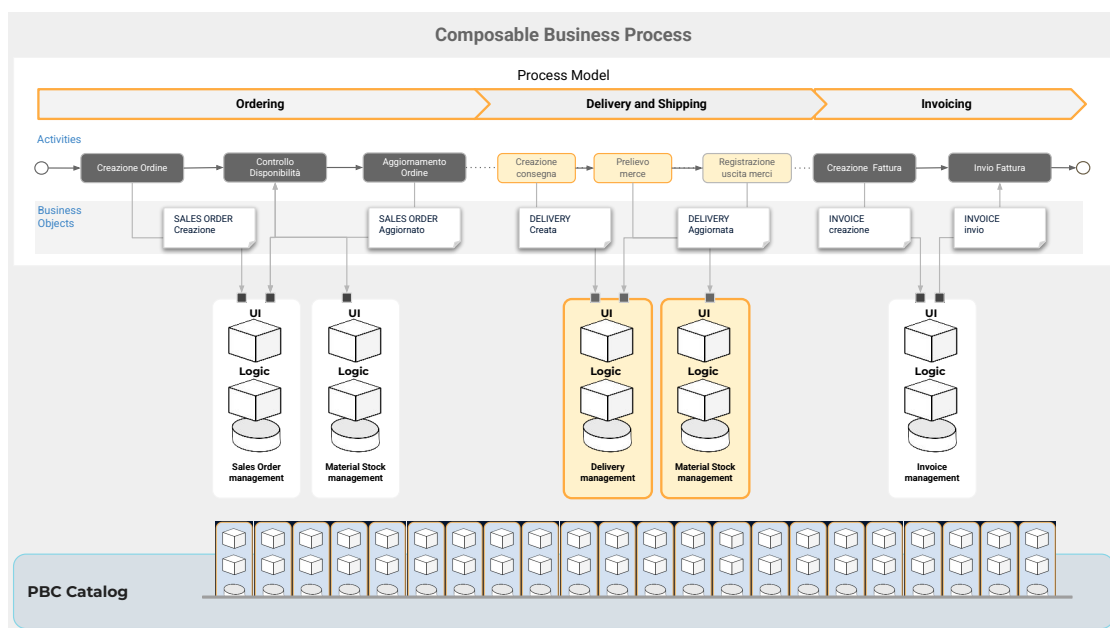 Composable Business Process
Process Model
Ordering
Delivery and Shipping
Invoicing
Activities
Creazione Ordine
Controllo
Disponibilità
Aggiornamento
Ordine
Creazione
consegna
Prelievo
merce
Registrazione
uscita merci
Creazione Fattura
Invio Fattura
Business
Objects
SALES ORDER
Creazione
SALES ORDER
Aggiornato
DELIVERY
Creata
DELIVERY
Aggiornata
INVOICE
creazione
INVOICE
invio
UI
Logic
Sales Order
management
UI
Logic
Material Stock
management
UI
Logic
Delivery
management
UI
Logic
Material Stock
management
UI
Logic
Invoice
management
PBC Catalog